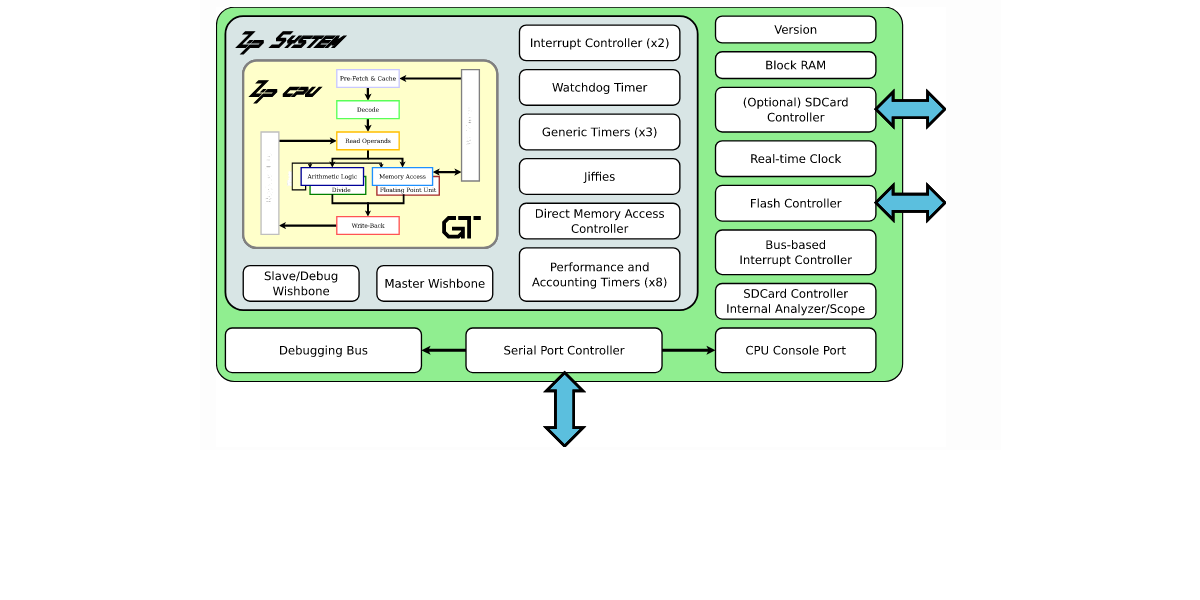 Zip System
Zip CPU
Pre-Fetch & Cache
Decode
Read Operands
Arithmetic Logic
Divide
Memory Access
Floating Point Unit
Write-Back
GT
Slave/Debug
Wishbone
Master Wishbone
Interrupt Controller (x2)
Watchdog Timer
Generic Timers (x3)
Jiffies
Direct Memory Access
Controller
Performance and
Accounting Timers (x8)
Version
Block RAM
(Optional) SDCard
Controller
Real-time Clock
Flash Controller
Bus-based
Interrupt Controller
SDCard Controller
Internal Analyzer/Scope
Debugging Bus
Serial Port Controller
CPU Console Port